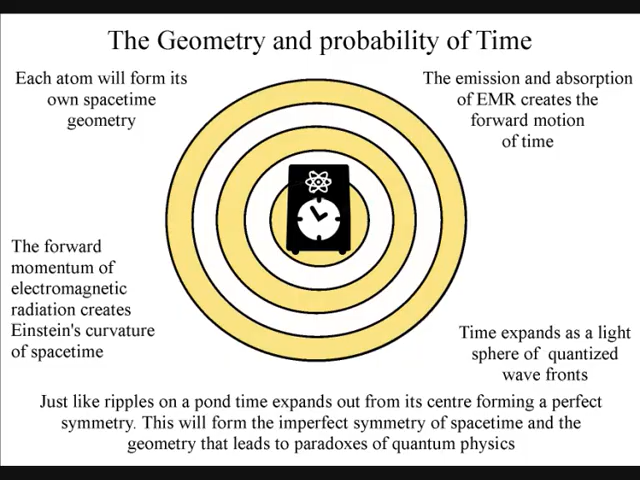 The Geometry and probability of Time
Each atom will form its
own spacetime
geometry
The emission and absorption
of EMR creates the
forward motion
of time
The forward
momentum of
electromagnetic
radiation creates
Einstein's curvature
of spacetime
Time expands as a light
sphere of quantized
wave fronts
Just like ripples on a pond time expands out from its centre forming a perfect
symmetry. This will form the imperfect symmetry of spacetime and the
geometry that leads to paradoxes of quantum physics